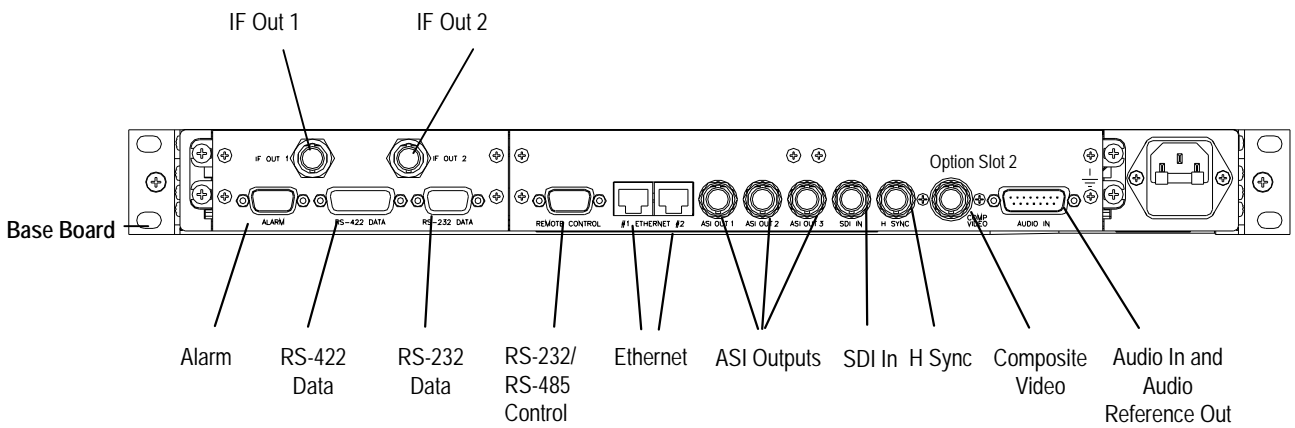 IF Out 1
IF Out 2
IF OUT 1
IF OUT 2
Option Slot 2
Base Board
ALARM
RS-422 DATA
RS-232 DATA
REMOTE CONTROL
#1 ETHERNET #2
ASI OUT 1
ASI OUT 2
ASI OUT 3
SDI IN
H SYNC
COMP
VIDEO
AUDIO IN
Alarm
RS-422
Data
RS-232
Data
RS-232/
RS-485
Control
Ethernet
ASI Outputs
SDI In
H Sync
Composite
Video
Audio In and
Audio
Reference Out